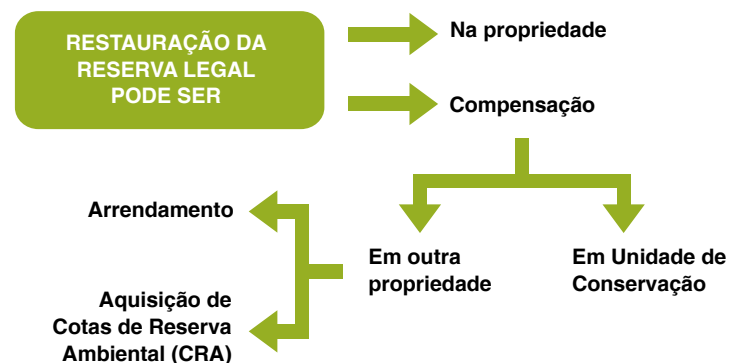 RESTAURAÇÃO DA
RESERVA LEGAL
PODE SER
Na propriedade
Compensação
Em outra
propriedade
Em Unidade de
Conservação
Arrendamento
Aquisição de
Cotas de Reserva
Ambiental (CRA)